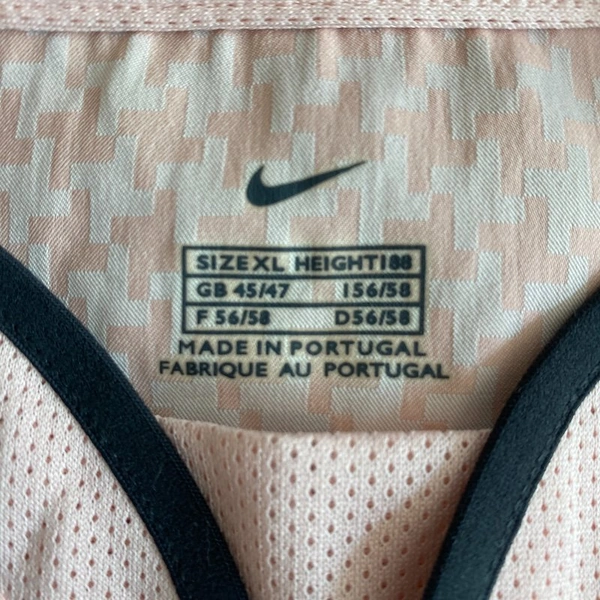 SIZE XL HEIGHT 188
GB 45/47 I 56/58
F 56/58 D 56/58
MADE IN PORTUGAL
FABRIQUE AU PORTUGAL